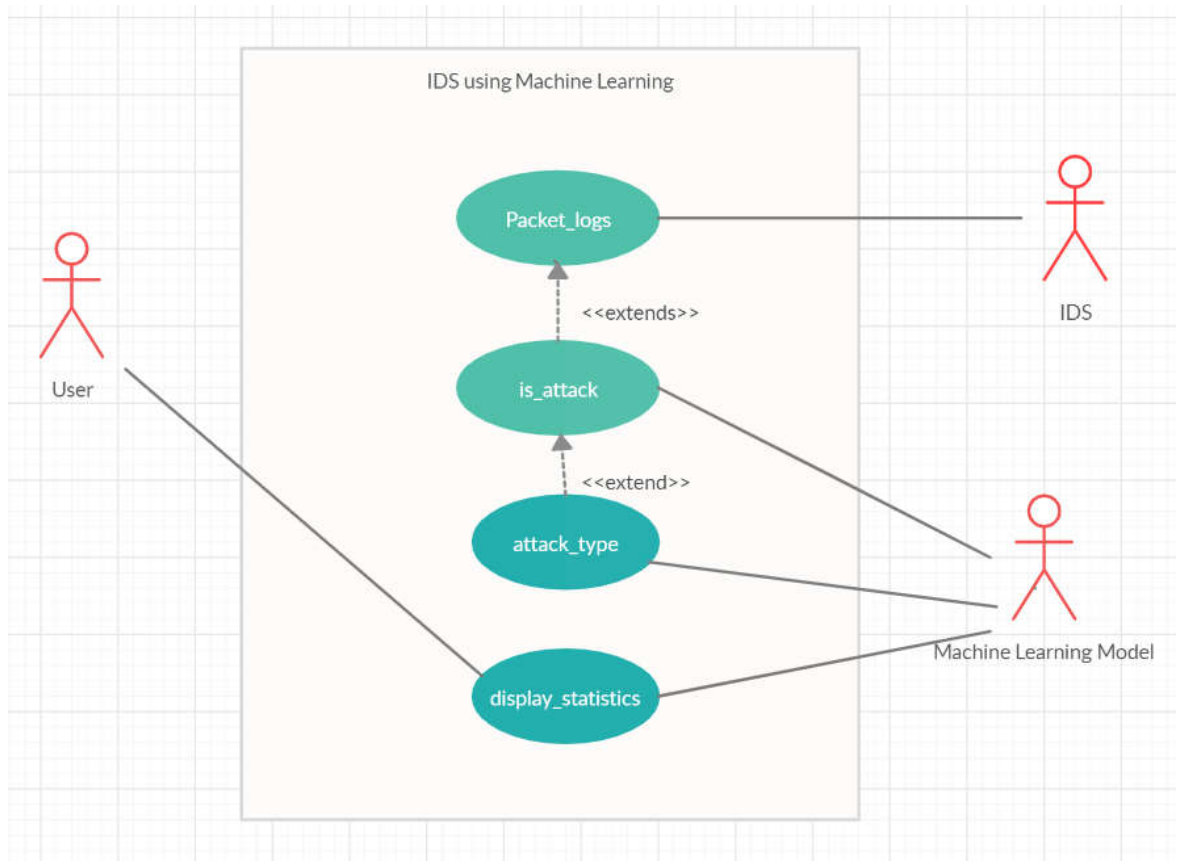 IDS using Machine Learning
Packet_logs
<<extends>>
IDS
User
is_attack
<<extend>>
attack_type
Machine Learning Model
display_statistics